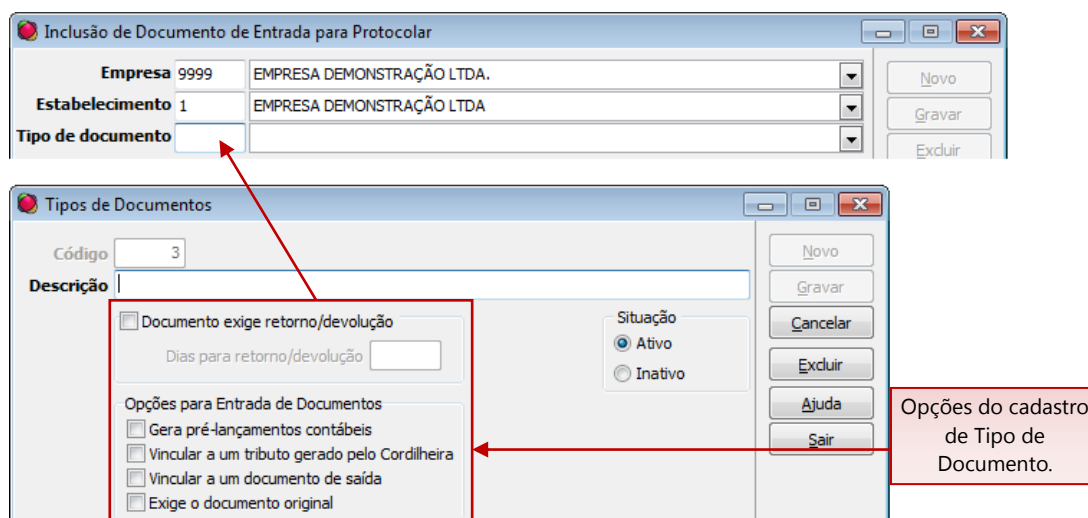 Inclusão de Documento de Entrada para Protocolar
Empresa 9999 EMPRESA DEMONSTRAÇÃO LTDA.
Novo
Estabelecimento 1 EMPRESA DEMONSTRAÇÃO LTDA
Gravar
Tipo de documento
Excluir
Tipos de Documentos
Código 3
Novo
Descrição
Gravar
Documento exige retorno/devolução
Situação
Cancelar
Dias para retorno/devolução
Ativo
Inativo
Excluir
Opções para Entrada de Documentos
Ajuda
Gera pré-lançamentos contábeis
Sair
Vincular a um tributo gerado pelo Cordilheira
Vincular a um documento de saída
Exige o documento original
Opções do cadastro
de Tipo de
Documento.